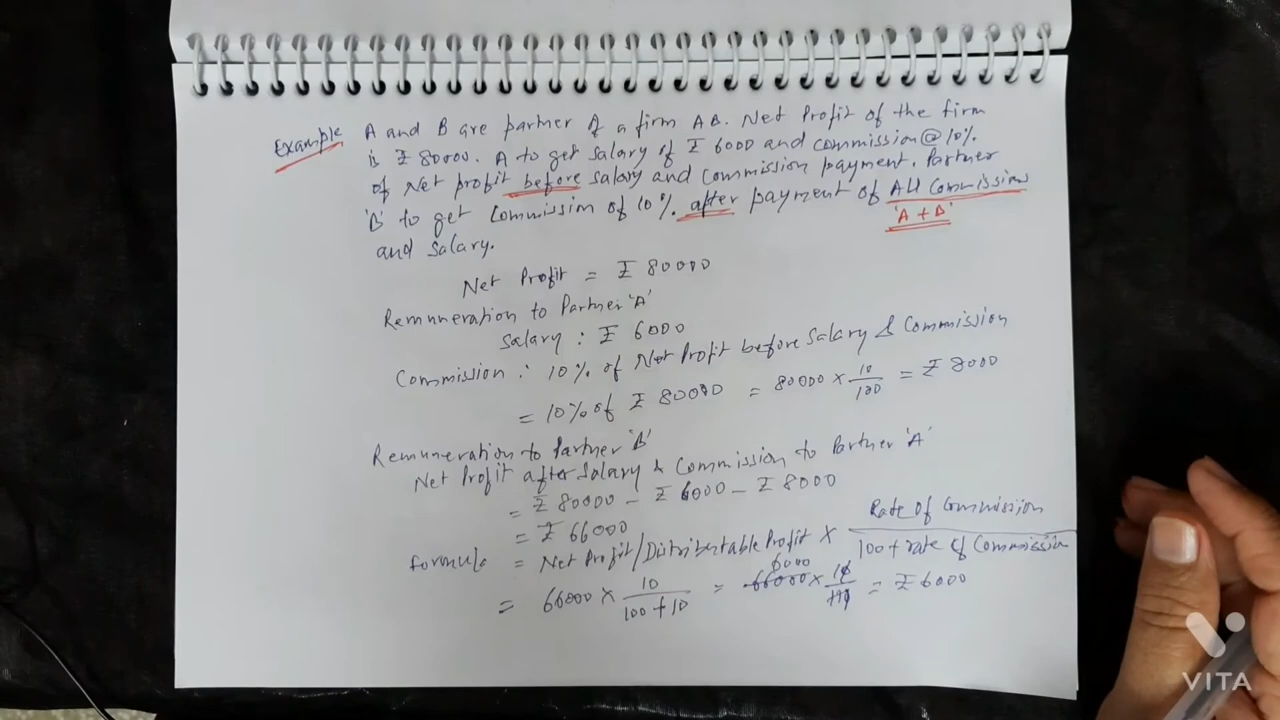 Example A and B are partner of a firm AB. Net Profit of the firm
is ₹ 80000. A to get salary of ₹ 6000 and commission @ 10%
of Net profit before salary and commission payment. Partner
'B' to get commission of 10% after payment of All Commissions
'A + B'
and salary.
Net Profit = ₹ 80000
Remuneration to Partner 'A'
Salary : ₹ 6000
Commission : 10% of Net Profit before salary & Commission
= 10% of ₹ 80000 = 80000 × 10/100 = ₹ 8000
Remuneration to Partner 'B'
Net Profit after salary & Commission to Partner 'A'
= ₹ 80000 - ₹ 6000 - ₹ 8000
= ₹ 66000
formula = Net Profit/Distributable Profit × Rate of Commission / 100 + rate of Commission
= 66000 × 10/100 + 10 = 6000 66000 × 10/110 = ₹ 6000
VITA